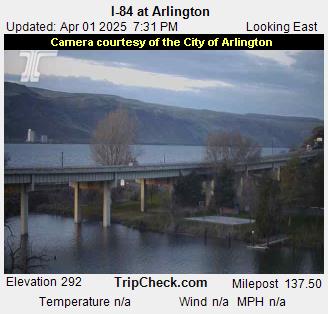 I-84 at Arlington
Updated: Apr 01 2025 7:31 PM Looking East
Camera courtesy of the City of Arlington
Elevation 292 TripCheck.com Milepost 137.50
Temperature n/a Wind n/a MPH n/a